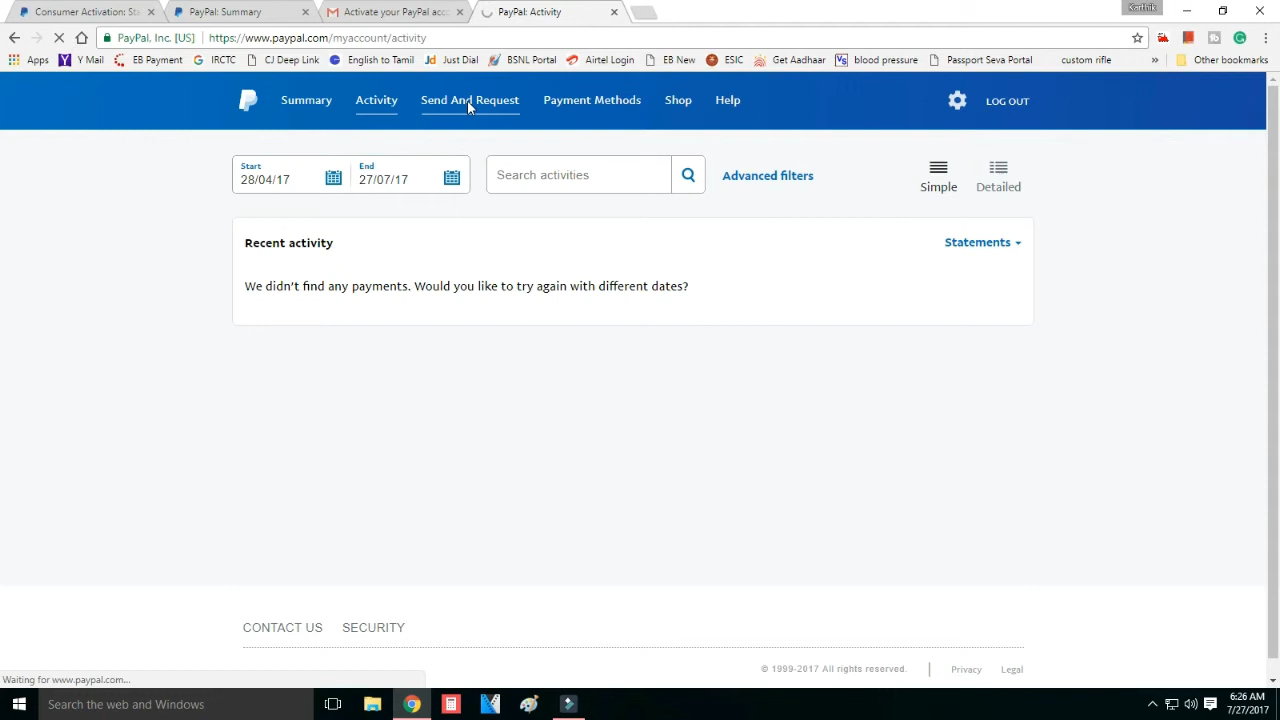 Consumer Activation: Sta
PayPal: Summary
Activate your PayPal acc
PayPal: Activity
Karthik
PayPal, Inc. [US]
https://www.paypal.com/myaccount/activity
Apps
Y Mail
EB Payment
IRCTC
CJ Deep Link
English to Tamil
Just Dial
BSNL Portal
Airtel Login
EB New
ESIC
Get Aadhaar
blood pressure
Passport Seva Portal
custom rifle
»
Other bookmarks
Summary
Activity
Send And Request
Payment Methods
Shop
Help
LOG OUT
Start
28/04/17
End
27/07/17
Search activities
Advanced filters
Simple
Detailed
Recent activity
Statements
We didn't find any payments. Would you like to try again with different dates?
CONTACT US
SECURITY
© 1999-2017 All rights reserved.
Privacy
Legal
Waiting for www.paypal.com...
Search the web and Windows
6:26 AM
7/27/2017